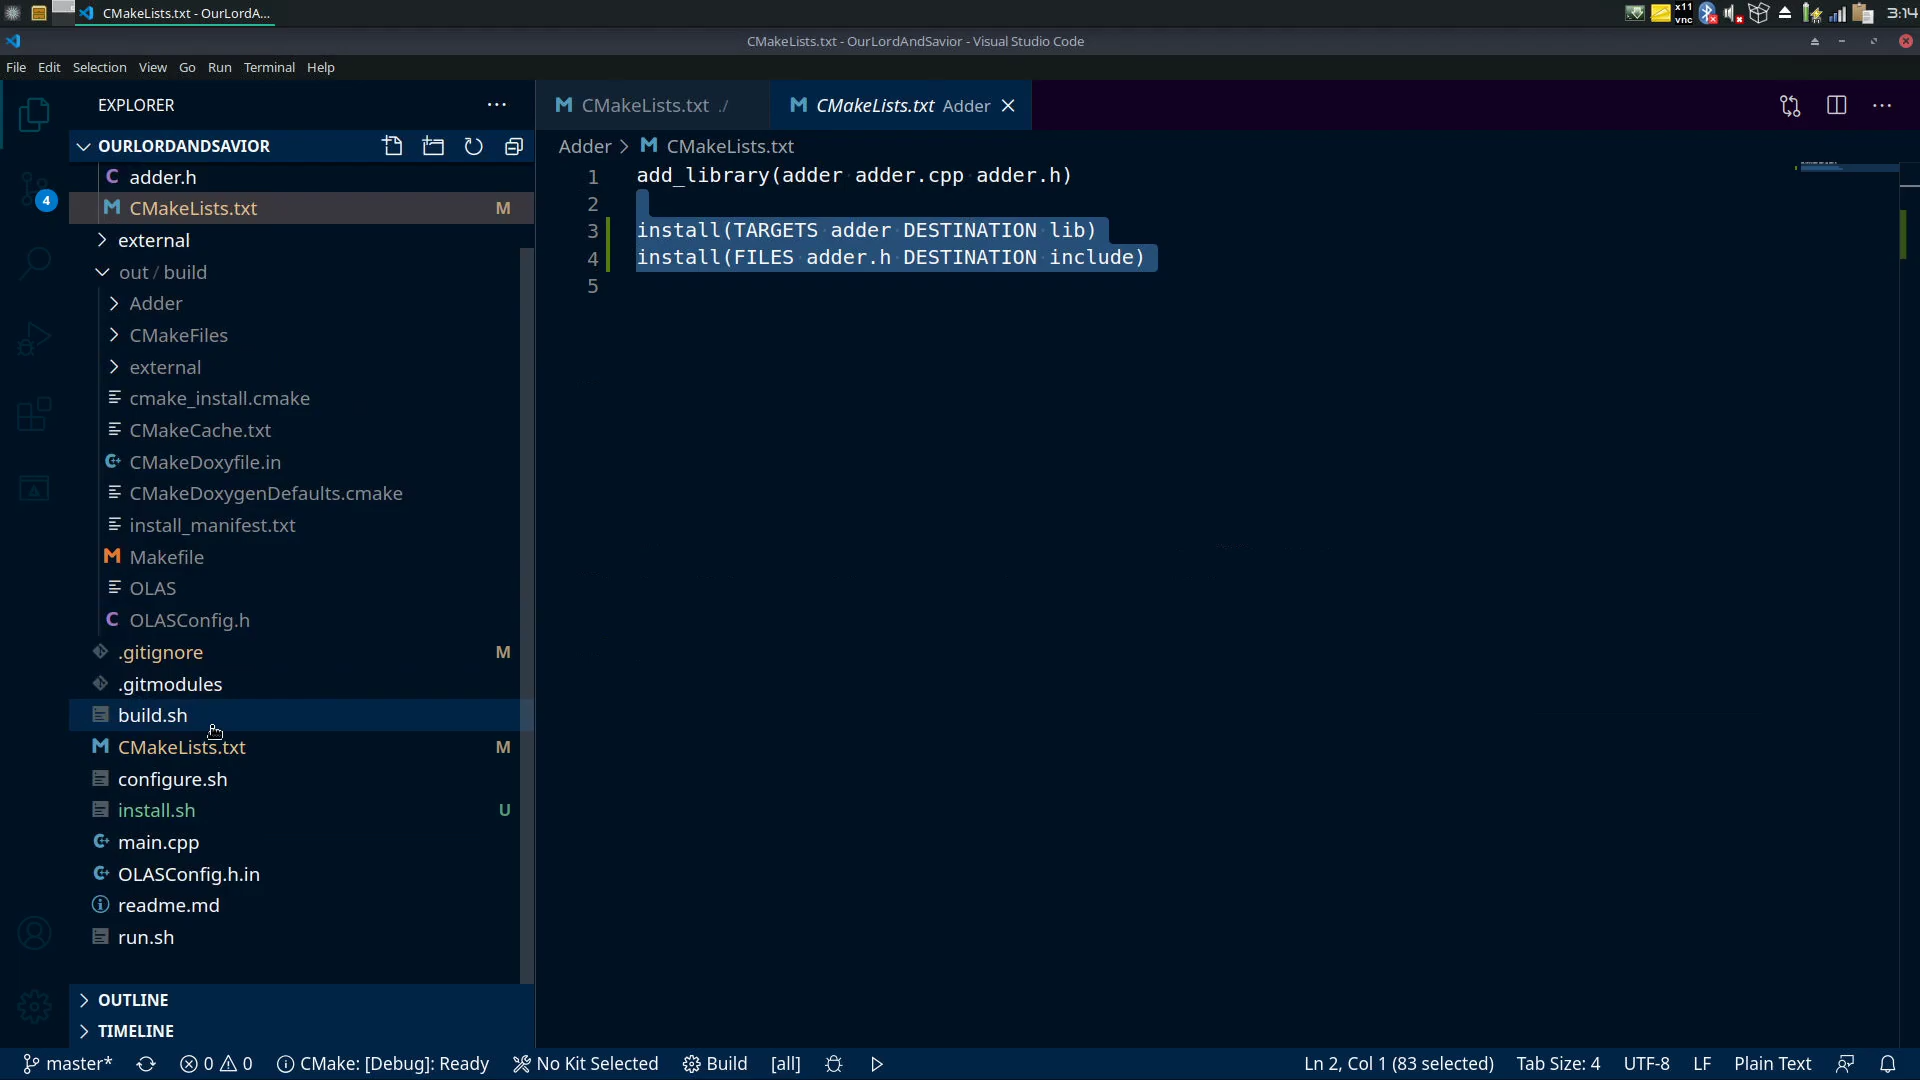 CMakeLists.txt - OurLordA...
x11
vnc
3:14
CMakeLists.txt - OurLordAndSavior - Visual Studio Code
File Edit Selection View Go Run Terminal Help
EXPLORER
OURLORDANDSAVIOR
adder.h
CMakeLists.txt M
external
out / build
Adder
CMakeFiles
external
cmake_install.cmake
CMakeCache.txt
CMakeDoxyfile.in
CMakeDoxygenDefaults.cmake
install_manifest.txt
Makefile
OLAS
OLASConfig.h
.gitignore M
.gitmodules
build.sh
CMakeLists.txt M
configure.sh
install.sh U
main.cpp
OLASConfig.h.in
readme.md
run.sh
OUTLINE
TIMELINE
4
CMakeLists.txt ./
CMakeLists.txt Adder
Adder > CMakeLists.txt
1 add_library(adder adder.cpp adder.h)
2
3 install(TARGETS adder DESTINATION lib)
4 install(FILES adder.h DESTINATION include)
5
master* 0 0 CMake: [Debug]: Ready No Kit Selected Build [all] Ln 2, Col 1 (83 selected) Tab Size: 4 UTF-8 LF Plain Text